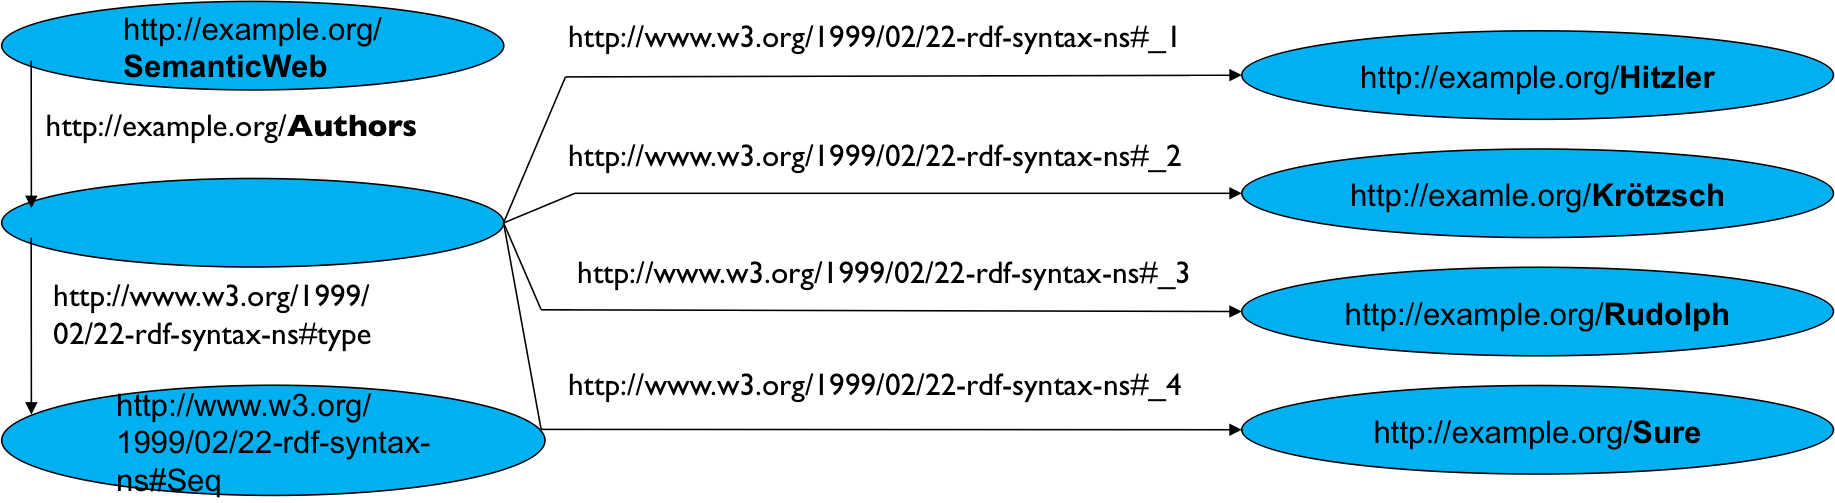 http://example.org/
SemanticWeb
http://example.org/Authors
http://www.w3.org/1999/
02/22-rdf-syntax-ns#type
http://www.w3.org/
1999/02/22-rdf-syntax-
ns#Seq
http://www.w3.org/1999/02/22-rdf-syntax-ns#_1
http://example.org/Hitzler
http://www.w3.org/1999/02/22-rdf-syntax-ns#_2
http://examle.org/Krötzsch
http://www.w3.org/1999/02/22-rdf-syntax-ns#_3
http://example.org/Rudolph
http://www.w3.org/1999/02/22-rdf-syntax-ns#_4
http://example.org/Sure